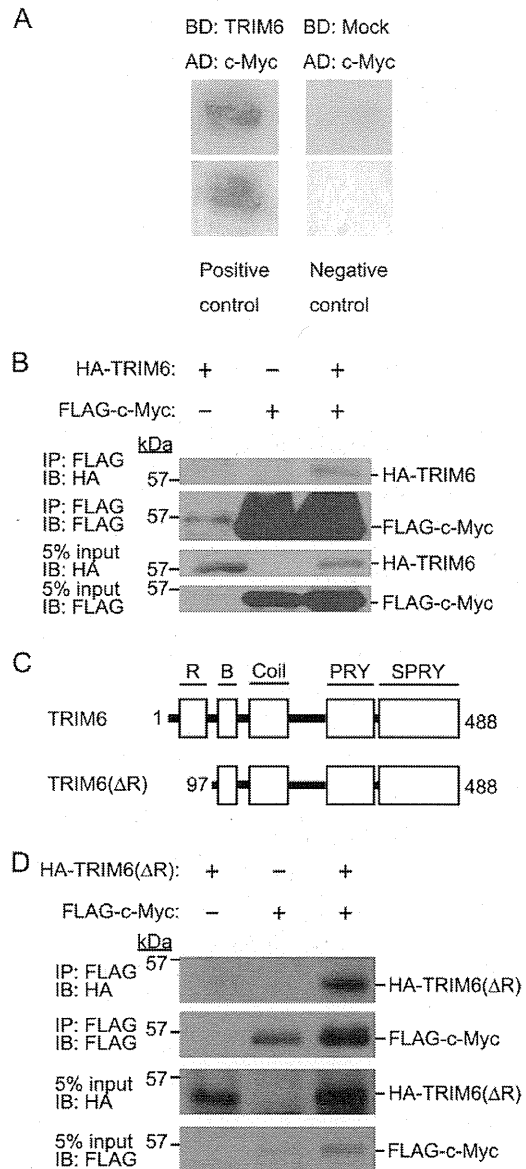 A
BD: TRIM6 BD: Mock
AD: c-Myc AD: c-Myc
Positive control
Negative control
B
HA-TRIM6: + − +
FLAG-c-Myc: − + +
kDa
IP: FLAG
IB: HA
57
HA-TRIM6
IP: FLAG
IB: FLAG
57
FLAG-c-Myc
5% input
IB: HA
57
HA-TRIM6
5% input
IB: FLAG
57
FLAG-c-Myc
C
R B Coil PRY SPRY
TRIM6 1 488
TRIM6(ΔR) 97 488
D
HA-TRIM6(ΔR): + − +
FLAG-c-Myc: − + +
kDa
IP: FLAG
IB: HA
57
HA-TRIM6(ΔR)
IP: FLAG
IB: FLAG
57
FLAG-c-Myc
5% input
IB: HA
57
HA-TRIM6(ΔR)
5% input
IB: FLAG
57
FLAG-c-Myc